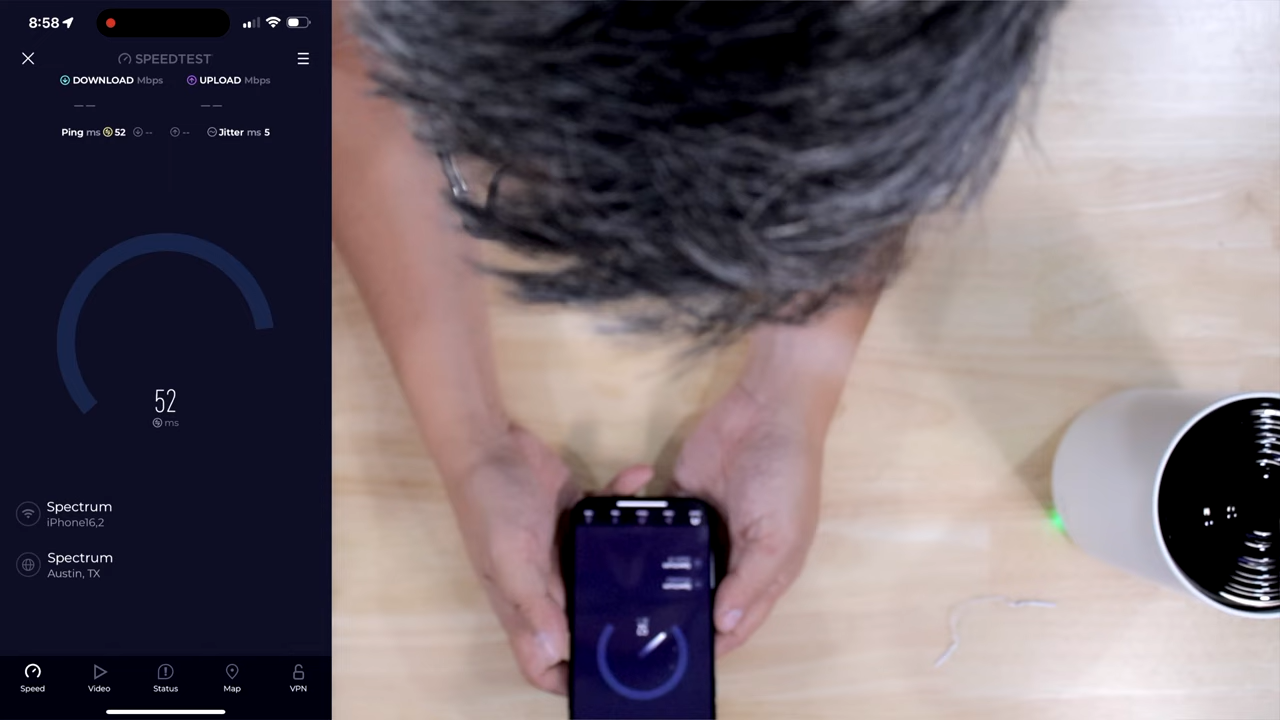 8:58
SPEEDTEST
DOWNLOAD Mbps UPLOAD Mbps
-- --
Ping ms 52 -- -- Jitter ms 5
52
ms
Spectrum
iPhone16,2
Spectrum
Austin, TX
Speed Video Status Map VPN